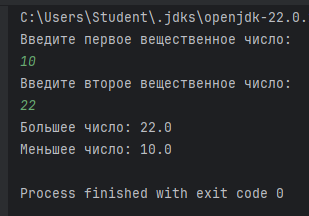 C:\Users\Student\.jdks\openjdk-22.0.
Введите первое вещественное число:
10
Введите второе вещественное число:
22
Большее число: 22.0
Меньшее число: 10.0
Process finished with exit code 0